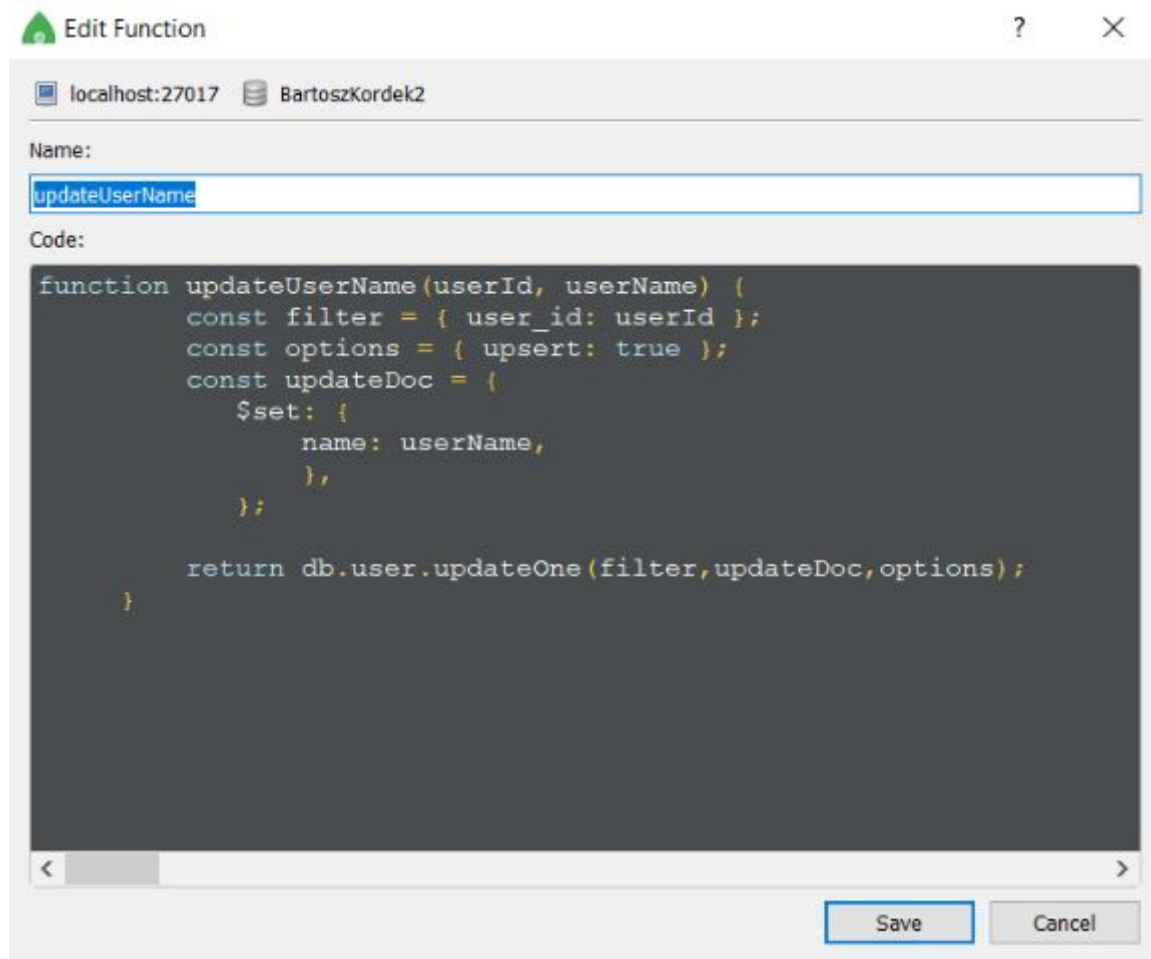 Edit Function
?
localhost:27017 BartoszKordek2
Name:
updateUserName
Code:
function updateUserName(userId, userName) {
const filter = { user_id: userId };
const options = { upsert: true };
const updateDoc = {
$set: {
name: userName,
},
};
return db.user.updateOne(filter,updateDoc,options);
}
Save Cancel